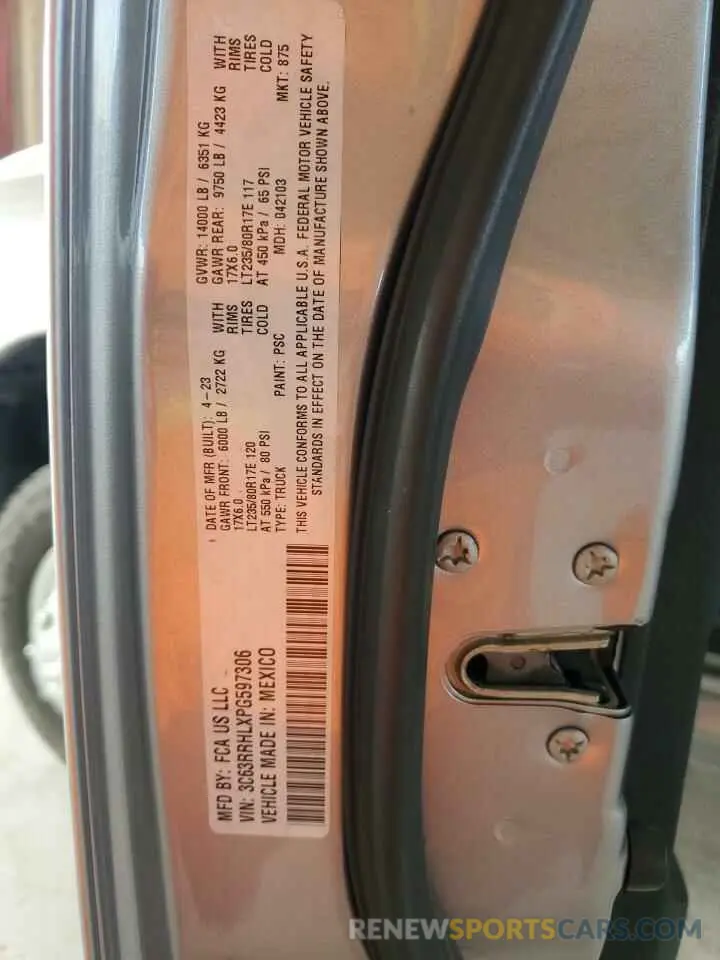 MFD BY: FCA US LLC
VIN: 3C63RRHLXPG597306
VEHICLE MADE IN: MEXICO
DATE OF MFR (BUILT): 4-23
GAWR FRONT: 6000 LB / 2722 KG WITH
17X6.0 RIMS
LT235/80R17E 120 TIRES
AT 550 kPa / 80 PSI COLD
TYPE: TRUCK PAINT: PSC
GVWR: 14000 LB / 6351 KG
GAWR REAR: 9750 LB / 4423 KG WITH
17X6.0 RIMS
LT235/80R17E 117 TIRES
AT 450 kPa / 65 PSI COLD
MDH: 042103 MKT: 875
THIS VEHICLE CONFORMS TO ALL APPLICABLE U.S.A. FEDERAL MOTOR VEHICLE SAFETY
STANDARDS IN EFFECT ON THE DATE OF MANUFACTURE SHOWN ABOVE.
RENEWSPORTSCARS.COM